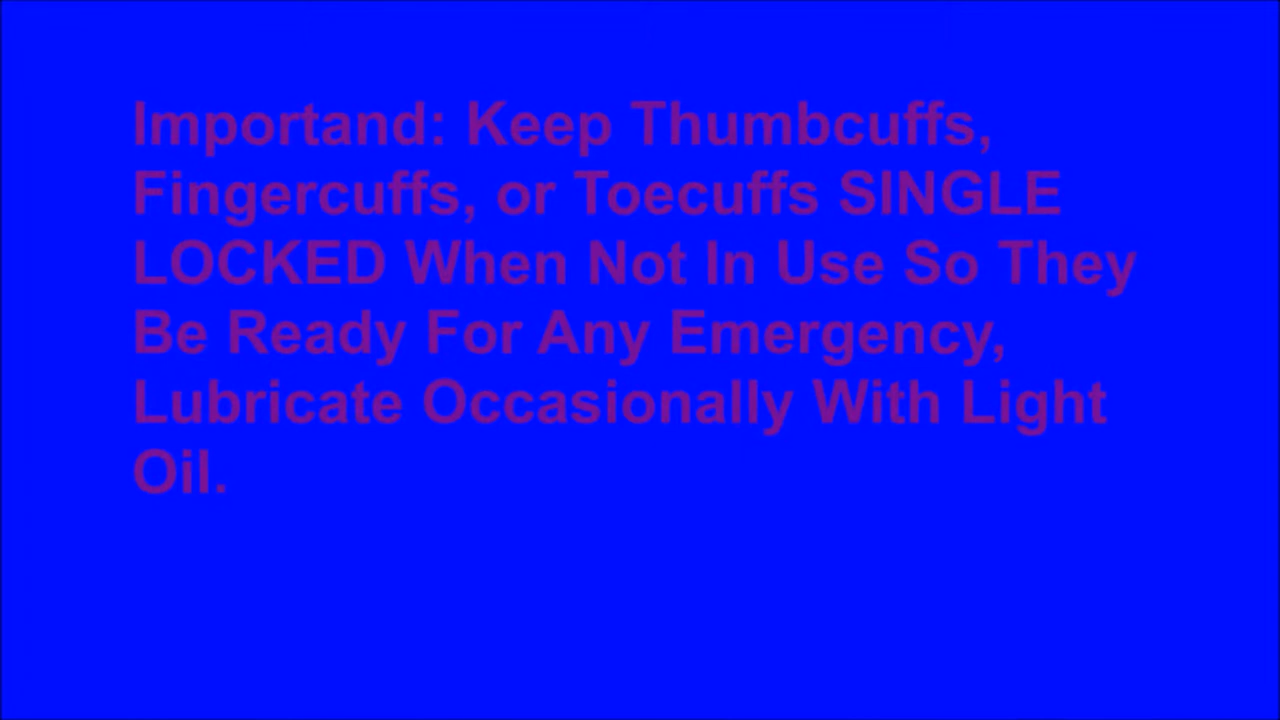 Importand: Keep Thumbcuffs,
Fingercuffs, or Toecuffs SINGLE
LOCKED When Not In Use So They
Be Ready For Any Emergency,
Lubricate Occasionally With Light
Oil.